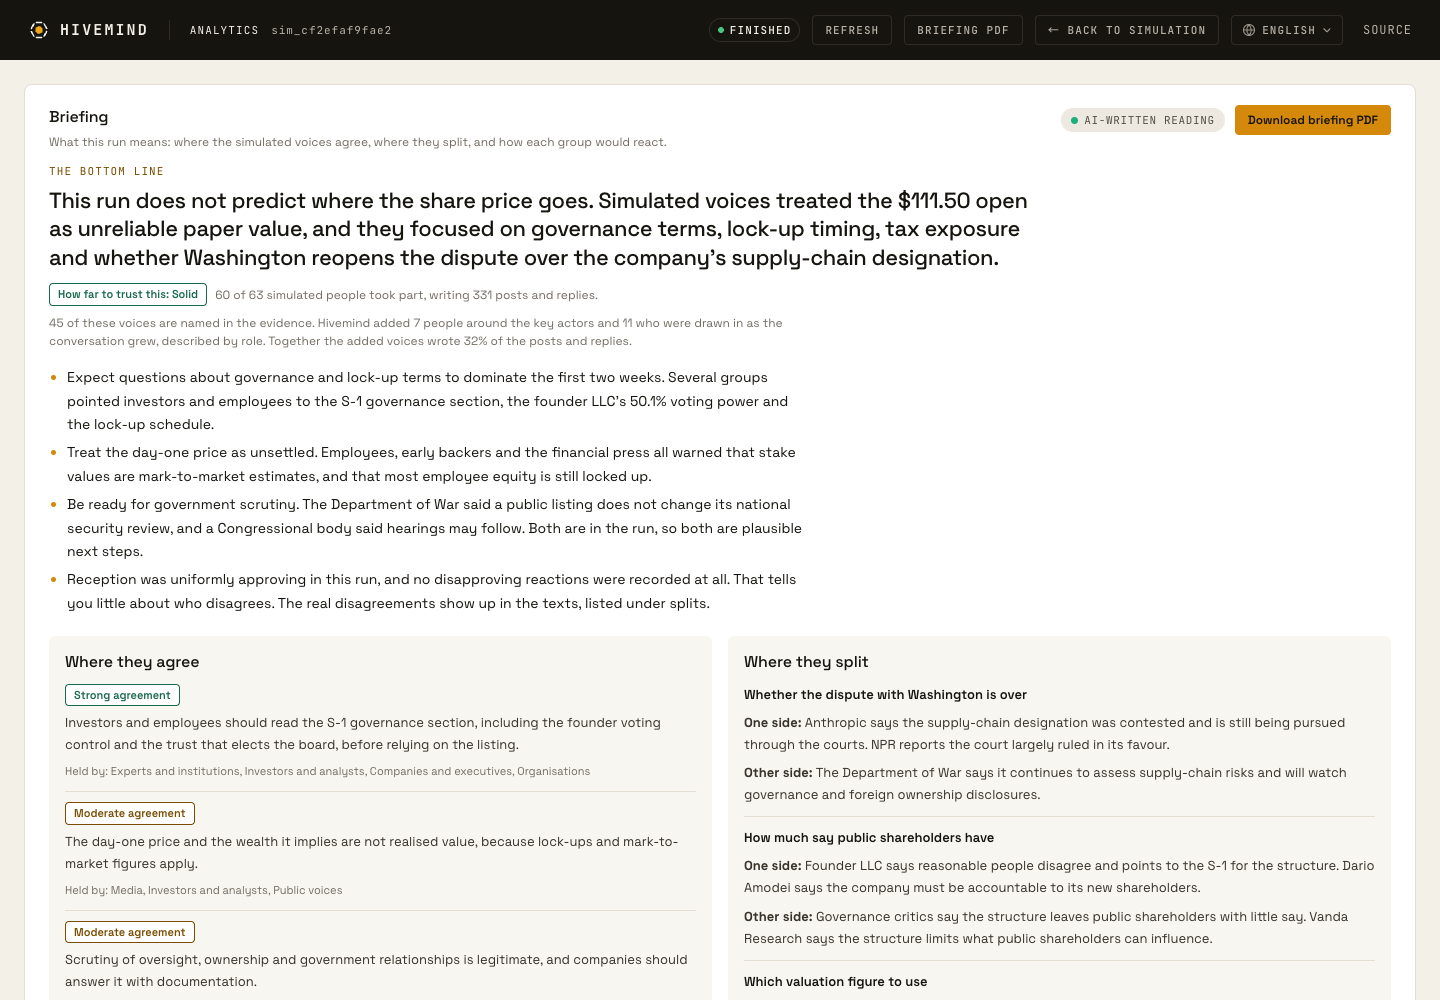 HIVEMIND
ANALYTICS sim_cf2efaf9fae2
FINISHED
REFRESH
BRIEFING PDF
← BACK TO SIMULATION
ENGLISH
SOURCE
Briefing
AI-WRITTEN READING
Download briefing PDF
What this run means: where the simulated voices agree, where they split, and how each group would react.
THE BOTTOM LINE
This run does not predict where the share price goes. Simulated voices treated the $111.50 open
as unreliable paper value, and they focused on governance terms, lock-up timing, tax exposure
and whether Washington reopens the dispute over the company's supply-chain designation.
How far to trust this: Solid
60 of 63 simulated people took part, writing 331 posts and replies.
45 of these voices are named in the evidence. Hivemind added 7 people around the key actors and 11 who were drawn in as the
conversation grew, described by role. Together the added voices wrote 32% of the posts and replies.
• Expect questions about governance and lock-up terms to dominate the first two weeks. Several groups
pointed investors and employees to the S-1 governance section, the founder LLC's 50.1% voting power and
the lock-up schedule.
• Treat the day-one price as unsettled. Employees, early backers and the financial press all warned that stake
values are mark-to-market estimates, and that most employee equity is still locked up.
• Be ready for government scrutiny. The Department of War said a public listing does not change its national
security review, and a Congressional body said hearings may follow. Both are in the run, so both are plausible
next steps.
• Reception was uniformly approving in this run, and no disapproving reactions were recorded at all. That tells
you little about who disagrees. The real disagreements show up in the texts, listed under splits.
Where they agree
Strong agreement
Investors and employees should read the S-1 governance section, including the founder voting
control and the trust that elects the board, before relying on the listing.
Held by: Experts and institutions, Investors and analysts, Companies and executives, Organisations
Moderate agreement
The day-one price and the wealth it implies are not realised value, because lock-ups and mark-to-
market figures apply.
Held by: Media, Investors and analysts, Public voices
Moderate agreement
Scrutiny of oversight, ownership and government relationships is legitimate, and companies should
answer it with documentation.
Where they split
Whether the dispute with Washington is over
One side: Anthropic says the supply-chain designation was contested and is still being pursued
through the courts. NPR reports the court largely ruled in its favour.
Other side: The Department of War says it continues to assess supply-chain risks and will watch
governance and foreign ownership disclosures.
How much say public shareholders have
One side: Founder LLC says reasonable people disagree and points to the S-1 for the structure. Dario
Amodei says the company must be accountable to its new shareholders.
Other side: Governance critics say the structure leaves public shareholders with little say. Vanda
Research says the structure limits what public shareholders can influence.
Which valuation figure to use